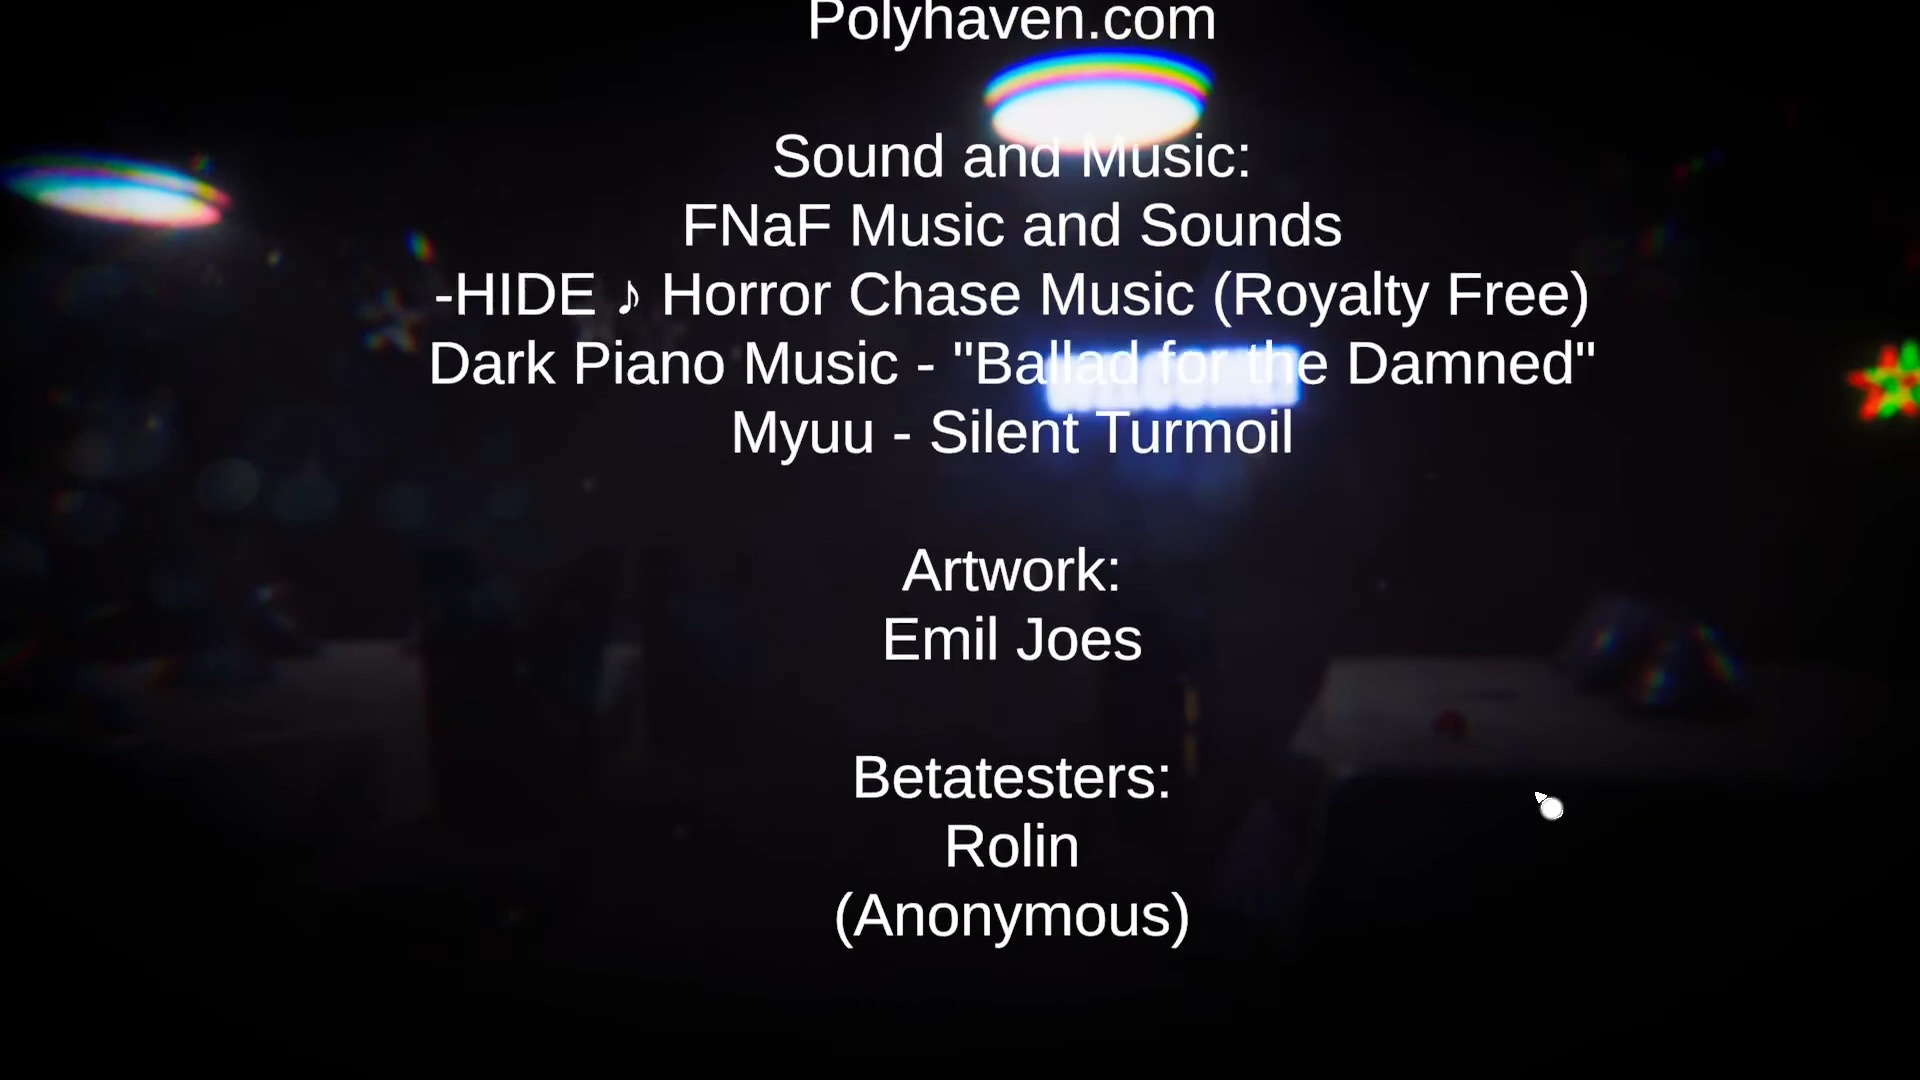 Polyhaven.com
Sound and Music:
FNaF Music and Sounds
-HIDE ♪ Horror Chase Music (Royalty Free)
Dark Piano Music - "Ballad for the Damned"
Myuu - Silent Turmoil
Artwork:
Emil Joes
Betatesters:
Rolin
(Anonymous)